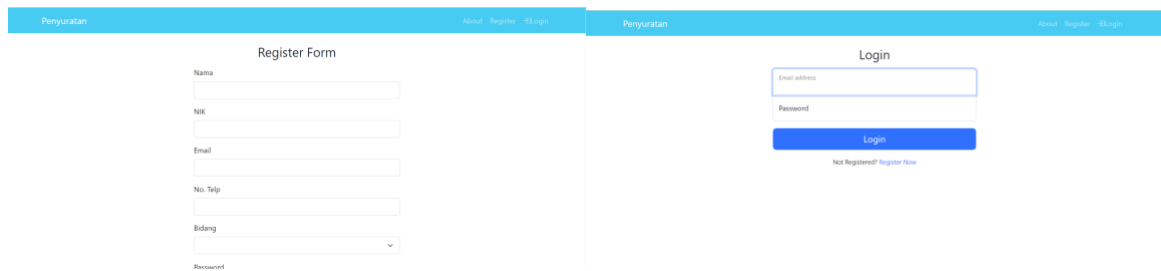 Penyuratan
About Register Login
Register Form
Nama
NIK
Email
No. Telp
Bidang
Password
Penyuratan
About Register Login
Login
Email address
Password
Login
Not Registered? Register Now